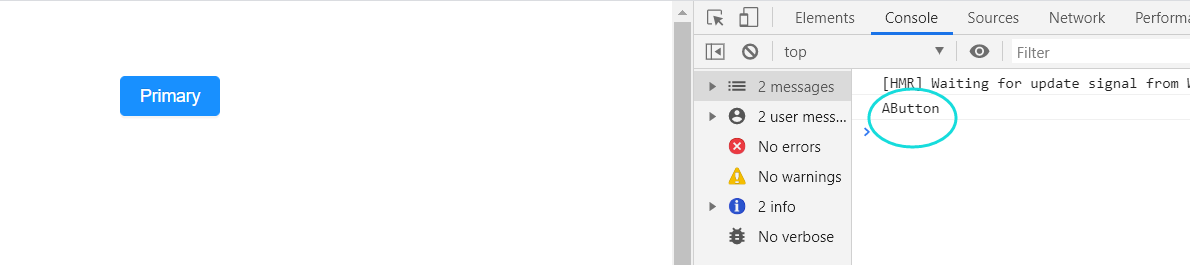 Primary
Elements Console Sources Network Performa
top Filter
2 messages
2 user mess...
No errors
No warnings
2 info
No verbose
[HMR] Waiting for update signal from W
AButton